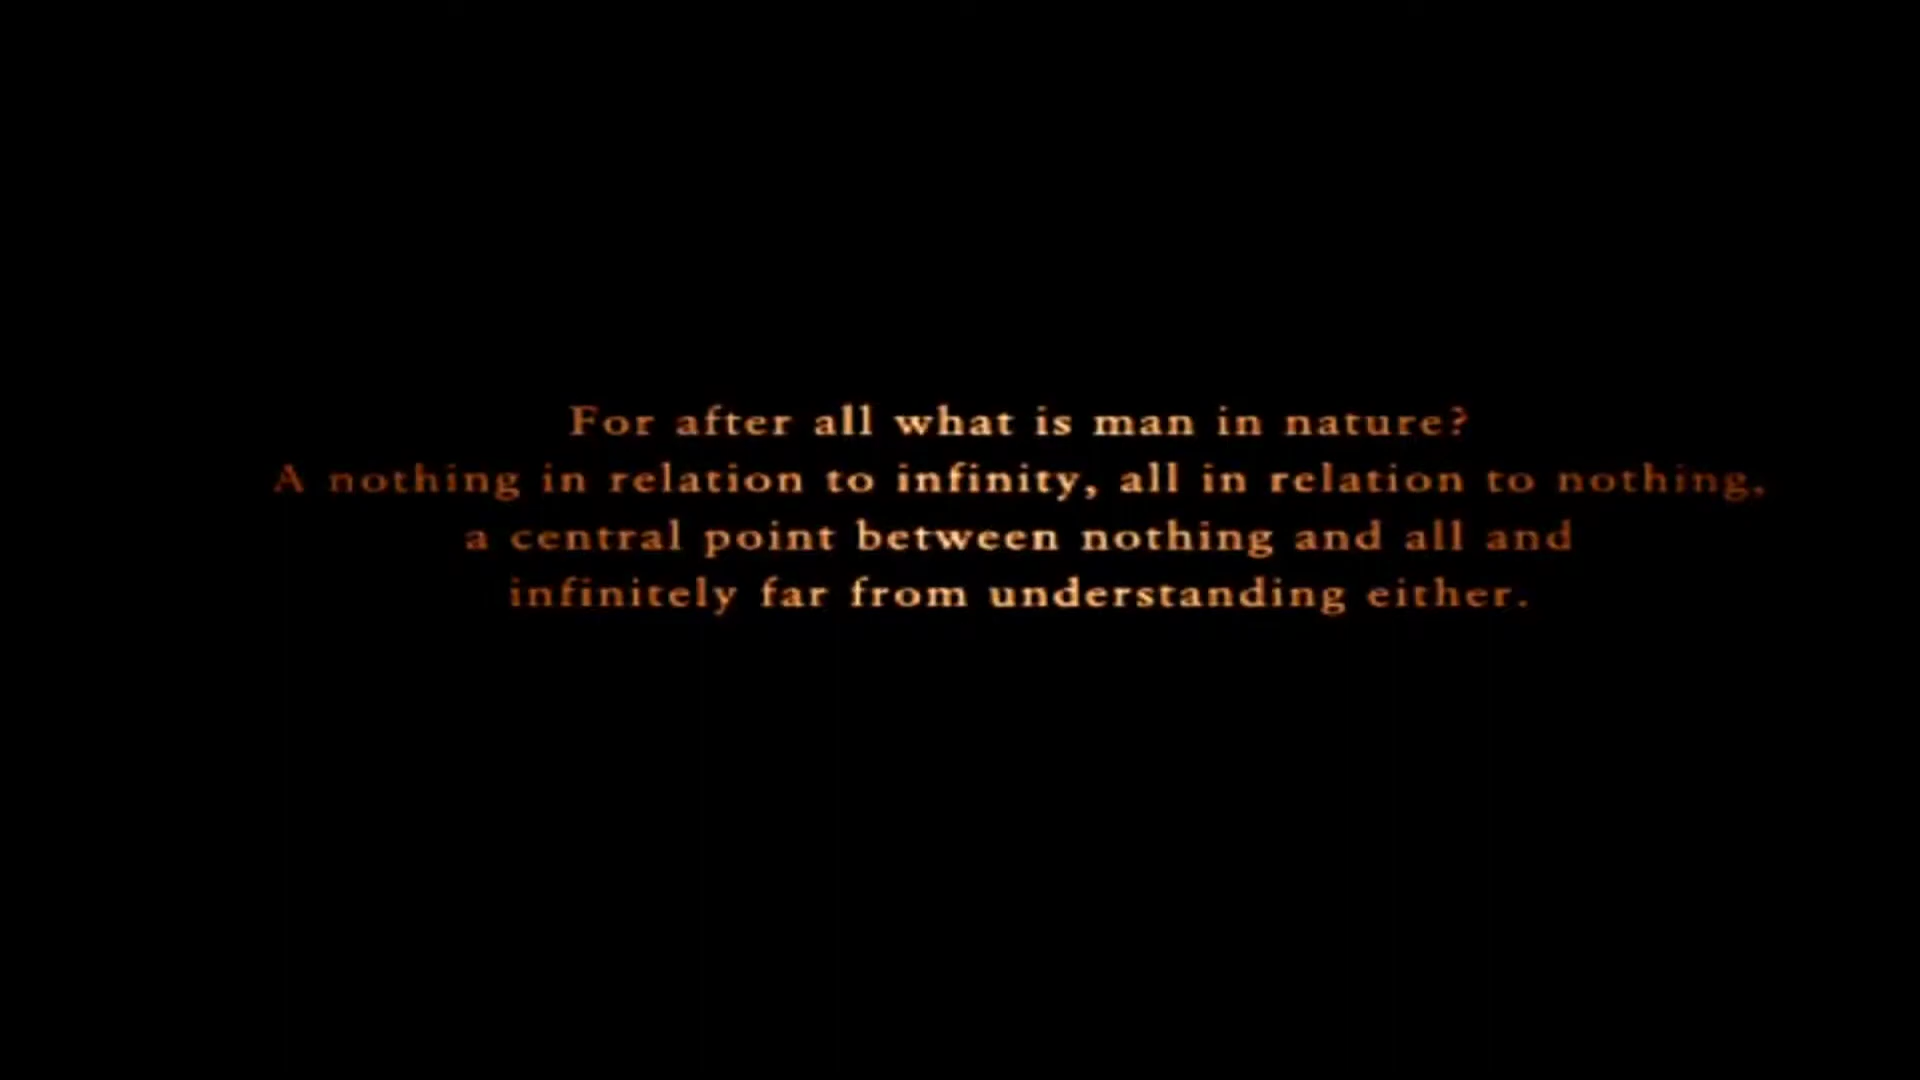 For after all what is man in nature?
A nothing in relation to infinity, all in relation to nothing,
a central point between nothing and all and
infinitely far from understanding either.